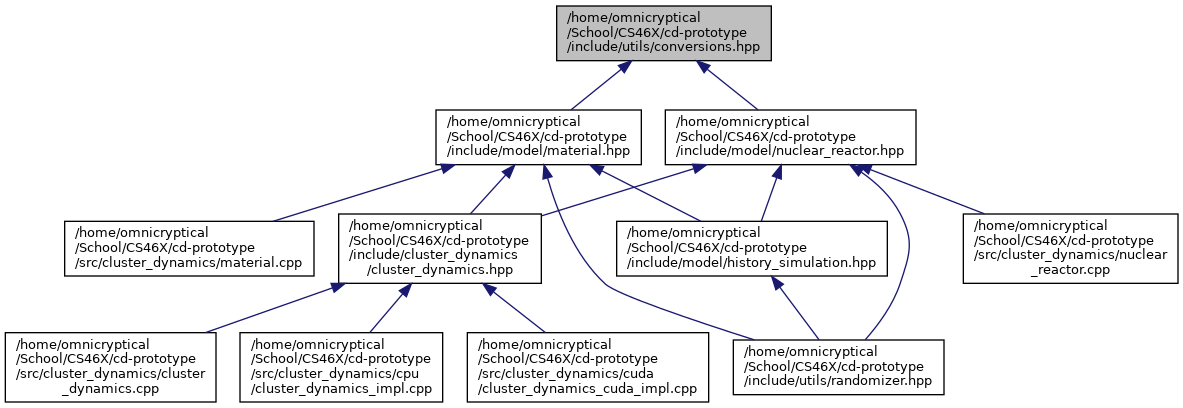 /home/omnicryptical
/School/CS46X/cd-prototype
/include/utils/conversions.hpp
/home/omnicryptical
/School/CS46X/cd-prototype
/include/model/material.hpp
/home/omnicryptical
/School/CS46X/cd-prototype
/include/model/nuclear_reactor.hpp
/home/omnicryptical
/School/CS46X/cd-prototype
/src/cluster_dynamics/material.cpp
/home/omnicryptical
/School/CS46X/cd-prototype
/include/cluster_dynamics
/cluster_dynamics.hpp
/home/omnicryptical
/School/CS46X/cd-prototype
/include/model/history_simulation.hpp
/home/omnicryptical
/School/CS46X/cd-prototype
/src/cluster_dynamics/nuclear
_reactor.cpp
/home/omnicryptical
/School/CS46X/cd-prototype
/src/cluster_dynamics/cluster
_dynamics.cpp
/home/omnicryptical
/School/CS46X/cd-prototype
/src/cluster_dynamics/cpu
/cluster_dynamics_impl.cpp
/home/omnicryptical
/School/CS46X/cd-prototype
/src/cluster_dynamics/cuda
/cluster_dynamics_cuda_impl.cpp
/home/omnicryptical
/School/CS46X/cd-prototype
/include/utils/randomizer.hpp